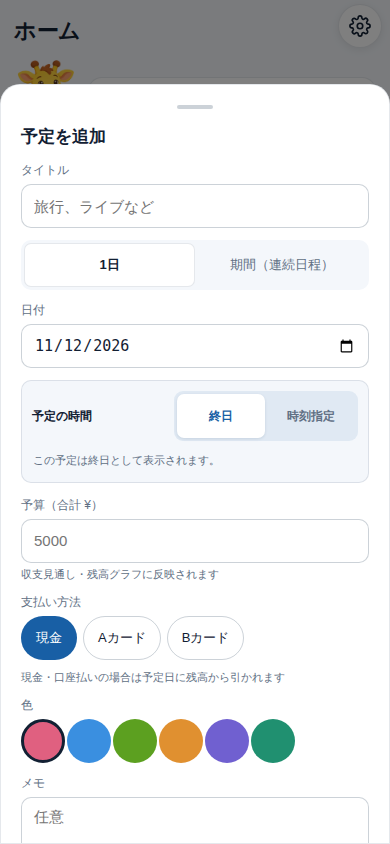 ホーム
予定を追加
タイトル
旅行、ライブなど
1日
期間（連続日程）
日付
11/12/2026
予定の時間
終日
時刻指定
この予定は終日として表示されます。
予算（合計 ¥）
5000
収支見通し・残高グラフに反映されます
支払い方法
現金
Aカード
Bカード
現金・口座払いの場合は予定日に残高から引かれます
色
メモ
任意